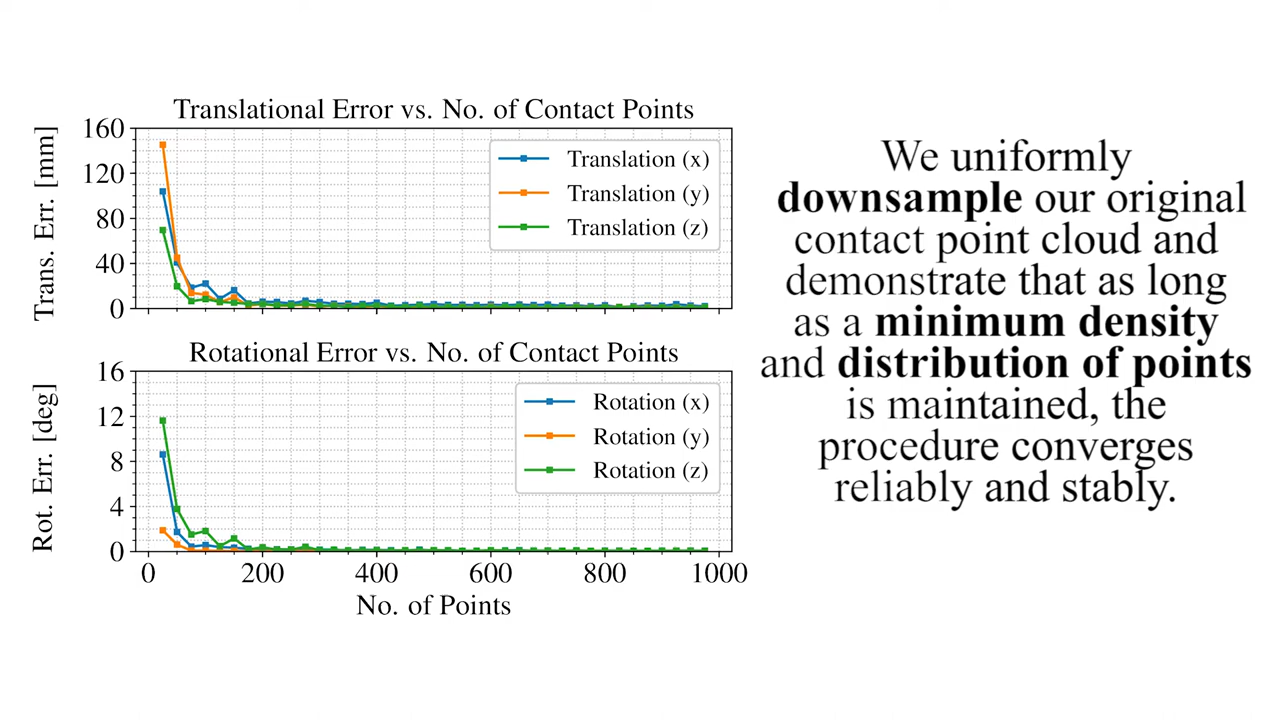 Translational Error vs. No. of Contact Points
Trans. Err. [mm]
160
120
80
40
0
Translation (x)
Translation (y)
Translation (z)
Rotational Error vs. No. of Contact Points
Rot. Err. [deg]
16
12
8
4
0
Rotation (x)
Rotation (y)
Rotation (z)
0 200 400 600 800 1000
No. of Points
We uniformly
downsample our original
contact point cloud and
demonstrate that as long
as a minimum density
and distribution of points
is maintained, the
procedure converges
reliably and stably.